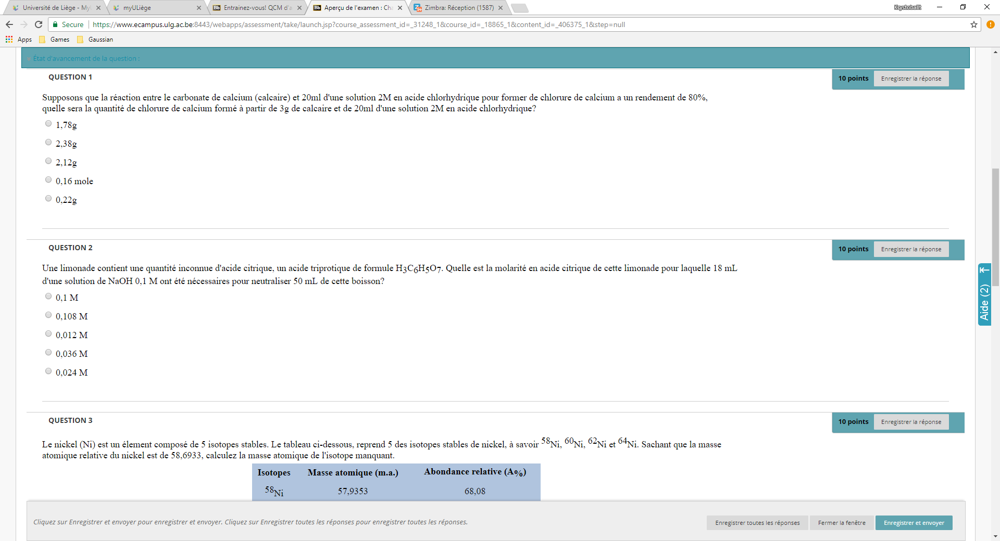 Université de Liège - My
myULiège
Entrainez-vous! QCM d'a
Aperçu de l'examen : Cha
Zimbra: Réception (1587)
Krystoballt
Secure
https://www.ecampus.ulg.ac.be:8443/webapps/assessment/take/launch.jsp?course_assessment_id=_31248_1&course_id=_18865_1&content_id=_406375_1&step=null
Apps Games Gaussian
État d'avancement de la question :
QUESTION 1
10 points Enregistrer la réponse
Supposons que la réaction entre le carbonate de calcium (calcaire) et 20ml d'une solution 2M en acide chlorhydrique pour former de chlorure de calcium a un rendement de 80%,
quelle sera la quantité de chlorure de calcium formé à partir de 3g de calcaire et de 20ml d'une solution 2M en acide chlorhydrique?
1,78g
2,38g
2,12g
0,16 mole
0,22g
QUESTION 2
10 points Enregistrer la réponse
Une limonade contient une quantité inconnue d'acide citrique, un acide triprotique de formule H3C6H5O7. Quelle est la molarité en acide citrique de cette limonade pour laquelle 18 mL
d'une solution de NaOH 0,1 M ont été nécessaires pour neutraliser 50 mL de cette boisson?
0,1 M
0,108 M
0,012 M
0,036 M
0,024 M
Aide (2)
QUESTION 3
10 points Enregistrer la réponse
Le nickel (Ni) est un élement composé de 5 isotopes stables. Le tableau ci-dessous, reprend 5 des isotopes stables de nickel, à savoir 58Ni, 60Ni, 62Ni et 64Ni. Sachant que la masse
atomique relative du nickel est de 58,6933, calculez la masse atomique de l'isotope manquant.
Isotopes Masse atomique (m.a.) Abondance relative (A%)
58Ni 57,9353 68,08
Cliquez sur Enregistrer et envoyer pour enregistrer et envoyer. Cliquez sur Enregistrer toutes les réponses pour enregistrer toutes les réponses.
Enregistrer toutes les réponses Fermer la fenêtre Enregistrer et envoyer